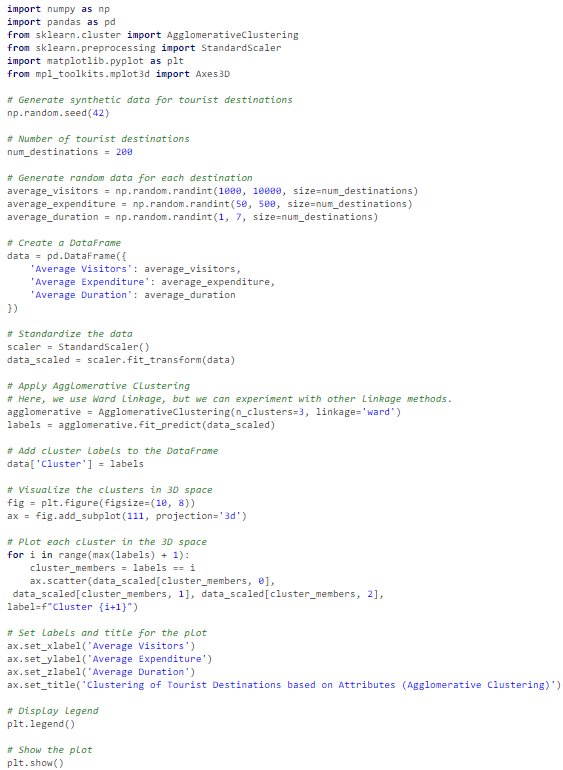 import numpy as np
import pandas as pd
from sklearn.cluster import AgglomerativeClustering
from sklearn.preprocessing import StandardScaler
import matplotlib.pyplot as plt
from mpl_toolkits.mplot3d import Axes3D

# Generate synthetic data for tourist destinations
np.random.seed(42)

# Number of tourist destinations
num_destinations = 200

# Generate random data for each destination
average_visitors = np.random.randint(1000, 10000, size=num_destinations)
average_expenditure = np.random.randint(50, 500, size=num_destinations)
average_duration = np.random.randint(1, 7, size=num_destinations)

# Create a DataFrame
data = pd.DataFrame({
    'Average Visitors': average_visitors,
    'Average Expenditure': average_expenditure,
    'Average Duration': average_duration
})

# Standardize the data
scaler = StandardScaler()
data_scaled = scaler.fit_transform(data)

# Apply Agglomerative Clustering
# Here, we use Ward linkage, but we can experiment with other linkage methods.
agglomerative = AgglomerativeClustering(n_clusters=3, linkage='ward')
labels = agglomerative.fit_predict(data_scaled)

# Add cluster labels to the DataFrame
data['Cluster'] = labels

# Visualize the clusters in 3D space
fig = plt.figure(figsize=(10, 8))
ax = fig.add_subplot(111, projection='3d')

# Plot each cluster in the 3D space
for i in range(max(labels) + 1):
    cluster_members = labels == i
    ax.scatter(data_scaled[cluster_members, 0],
 data_scaled[cluster_members, 1], data_scaled[cluster_members, 2],
label=f"Cluster {i+1}")

# Set labels and title for the plot
ax.set_xlabel('Average Visitors')
ax.set_ylabel('Average Expenditure')
ax.set_zlabel('Average Duration')
ax.set_title('Clustering of Tourist Destinations based on Attributes (Agglomerative Clustering)')

# Display legend
plt.legend()

# Show the plot
plt.show()